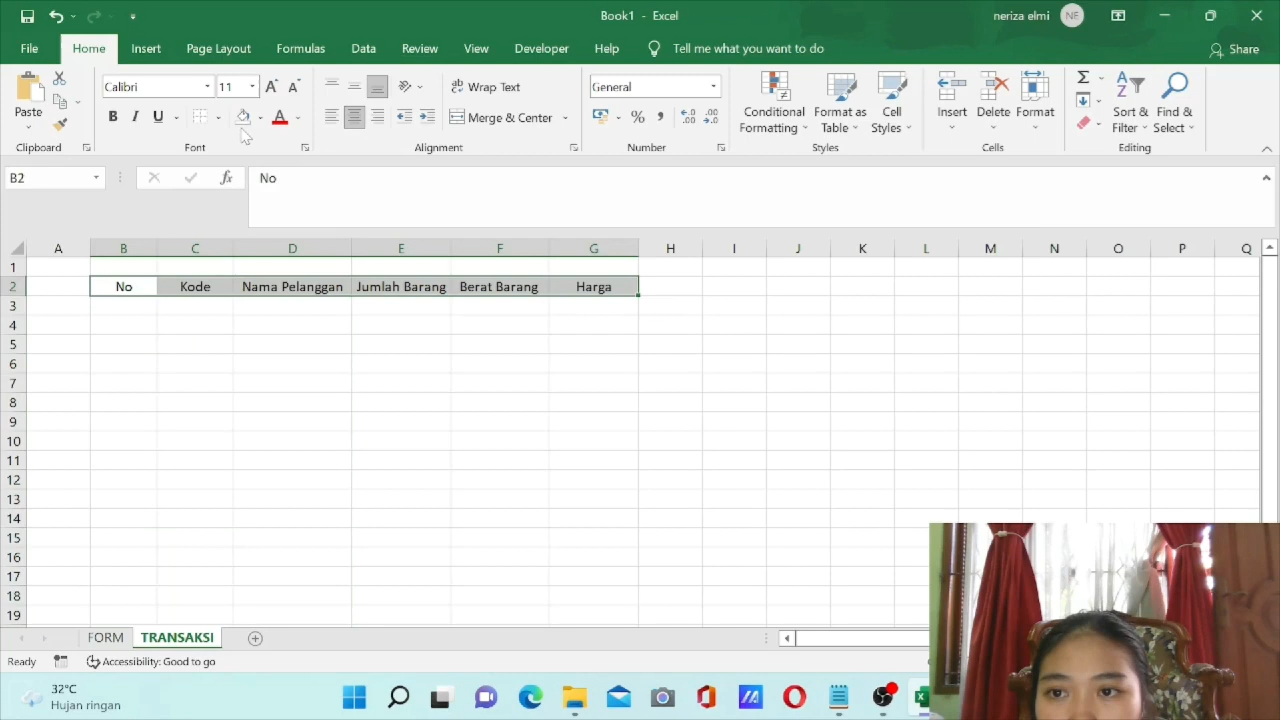 Book1 - Excel
neriza elmi
NE
File Home Insert Page Layout Formulas Data Review View Developer Help Tell me what you want to do Share
Calibri 11 Wrap Text General
Paste B I U A Merge & Center % , Conditional Formatting Format as Table Cell Styles Insert Delete Format Sort & Filter Find & Select
Clipboard Font Alignment Number Styles Cells Editing
B2 fx No
A B C D E F G H I J K L M N O P Q
1
2 No Kode Nama Pelanggan Jumlah Barang Berat Barang Harga
3
4
5
6
7
8
9
10
11
12
13
14
15
16
17
18
19
FORM TRANSAKSI
Ready Accessibility: Good to go
32°C
Hujan ringan